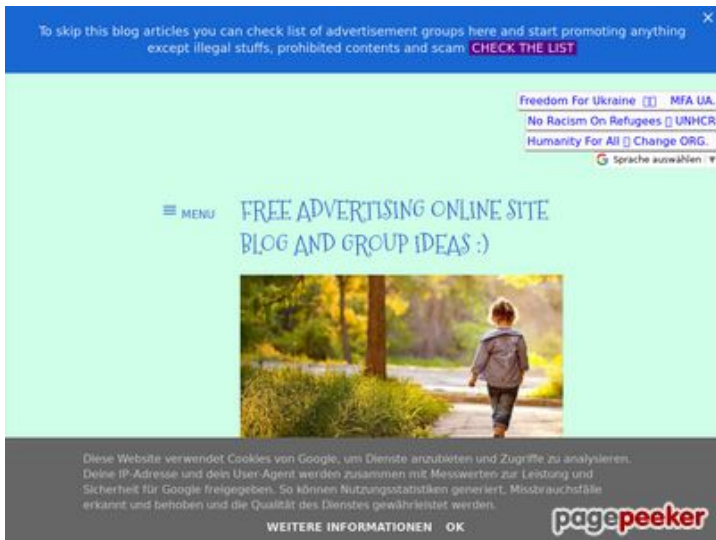 ×
To skip this blog articles you can check list of advertisement groups here and start promoting anything
except illegal stuffs, prohibited contents and scam CHECK THE LIST
Freedom For Ukraine MFA UA.
No Racism On Refugees UNHCR
Humanity For All Change ORG.
G Sprache auswählen ▼
MENU
FREE ADVERTISING ONLINE SITE
BLOG AND GROUP IDEAS :)
Diese Website verwendet Cookies von Google, um Dienste anzubieten und Zugriffe zu analysieren.
Deine IP-Adresse und dein User-Agent werden zusammen mit Messwerten zur Leistung und
Sicherheit für Google freigegeben. So können Nutzungsstatistiken generiert, Missbrauchsfälle
erkannt und behoben und die Qualität des Dienstes gewährleistet werden.
WEITERE INFORMATIONEN OK
pagepeeker